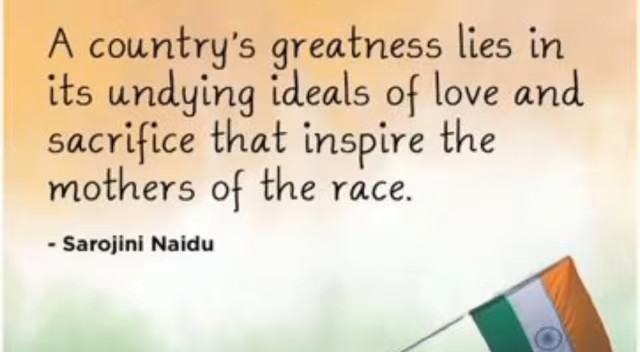 A country's greatness lies in
its undying ideals of love and
sacrifice that inspire the
mothers of the race.
- Sarojini Naidu